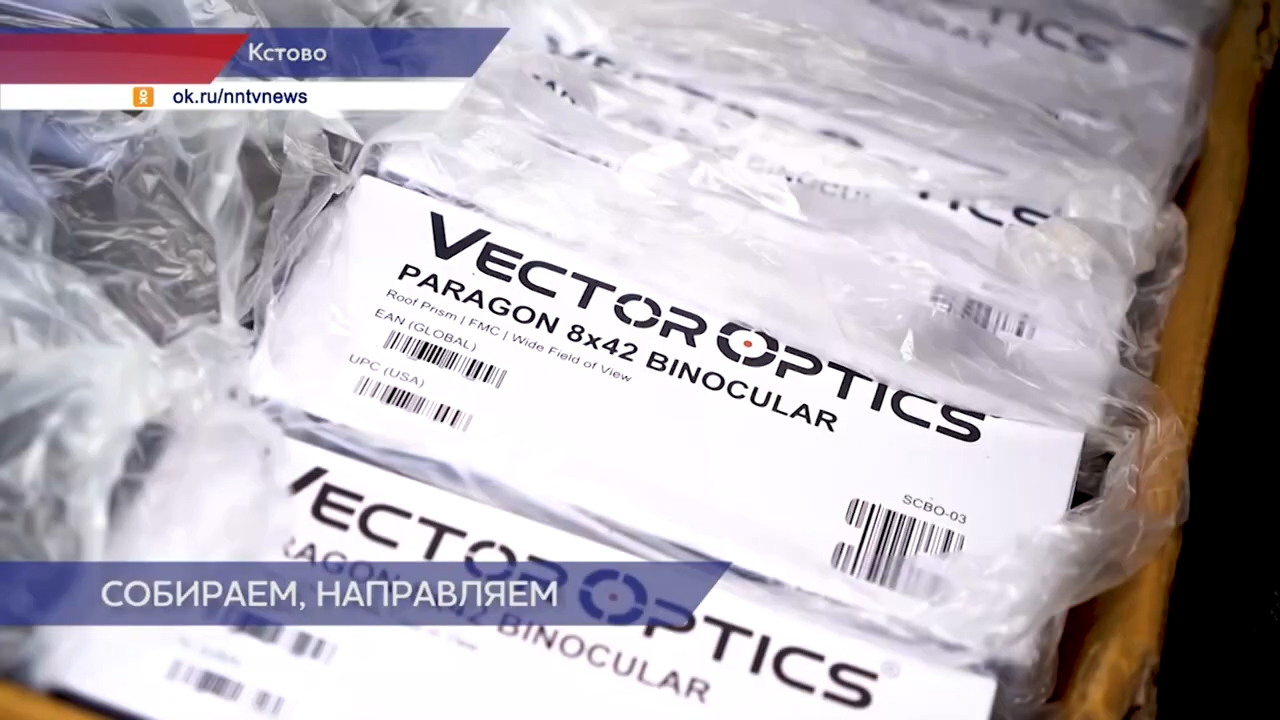 Кстово
ok.ru/nntvnews
VECTOR OPTICS
PARAGON 8x42 BINOCULAR
Roof Prism | FMC | Wide Field of View
EAN (GLOBAL)
UPC (USA)
SCBO-03
VECTOR OPTICS®
BINOCULAR
СОБИРАЕМ, НАПРАВЛЯЕМ